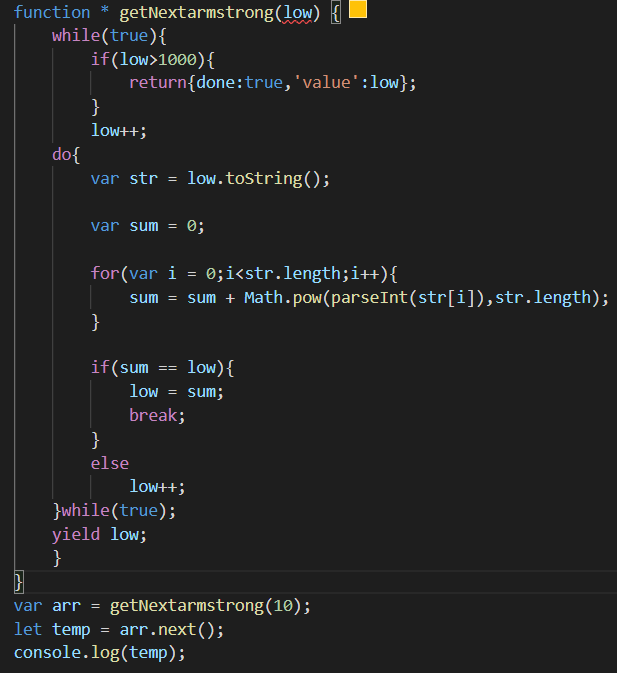 function * getNextarmstrong(low) {
    while(true){
        if(low>1000){
            return{done:true,'value':low};
        }
        low++;
    do{
        var str = low.toString();

        var sum = 0;

        for(var i = 0;i<str.length;i++){
            sum = sum + Math.pow(parseInt(str[i]),str.length);
        }

        if(sum == low){
            low = sum;
            break;
        }
        else
            low++;
    }while(true);
    yield low;
    }
}
var arr = getNextarmstrong(10);
let temp = arr.next();
console.log(temp);